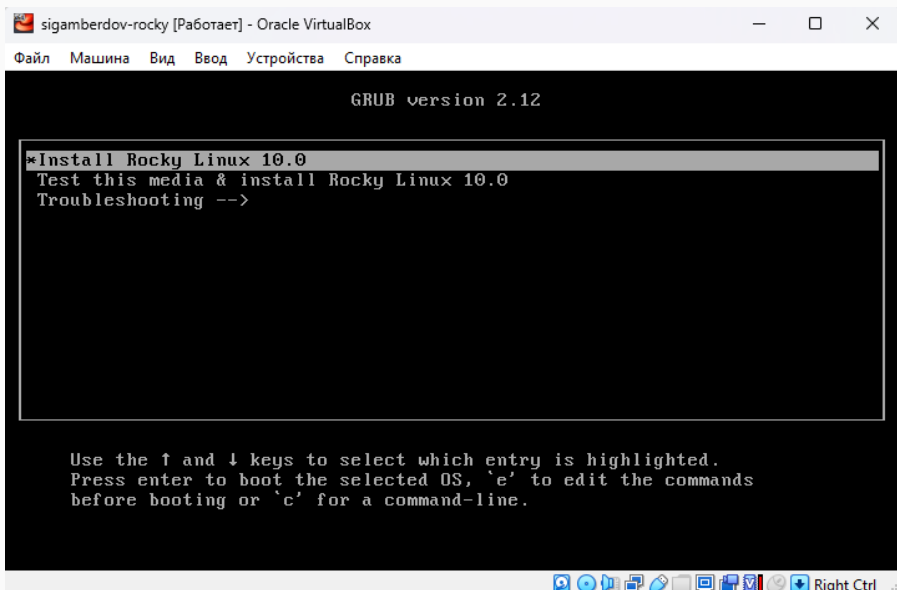 sigamberdov-rocky [Работает] - Oracle VirtualBox
Файл Машина Вид Ввод Устройства Справка
GRUB version 2.12
*Install Rocky Linux 10.0
Test this media & install Rocky Linux 10.0
Troubleshooting -->
Use the ↑ and ↓ keys to select which entry is highlighted.
Press enter to boot the selected OS, `e' to edit the commands
before booting or `c' for a command-line.
Right Ctrl